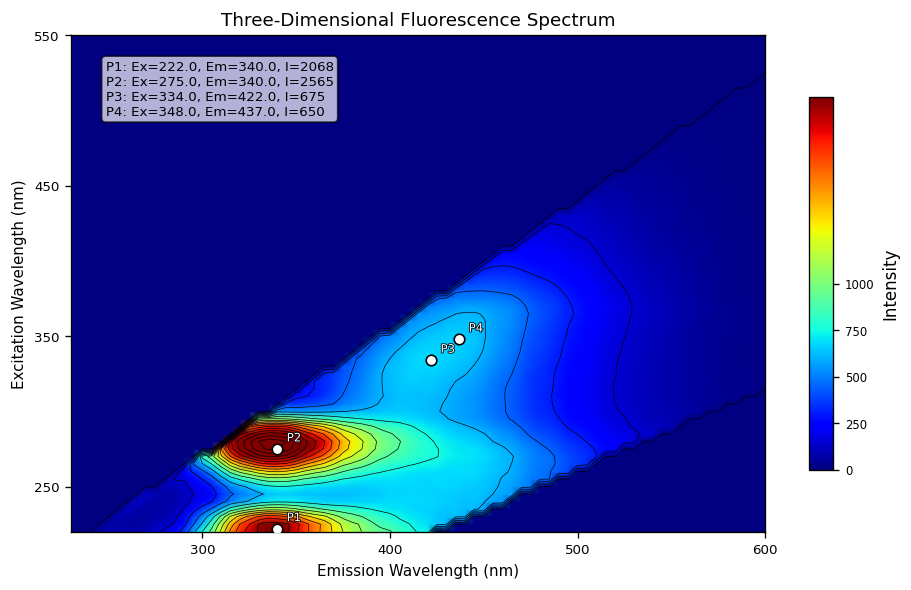 Three-Dimensional Fluorescence Spectrum
550
450
350
250
Excitation Wavelength (nm)
P1: Ex=222.0, Em=340.0, I=2068
P2: Ex=275.0, Em=340.0, I=2565
P3: Ex=334.0, Em=422.0, I=675
P4: Ex=348.0, Em=437.0, I=650
P4
P3
P2
P1
300
400
500
600
Emission Wavelength (nm)
1000
750
500
250
0
Intensity